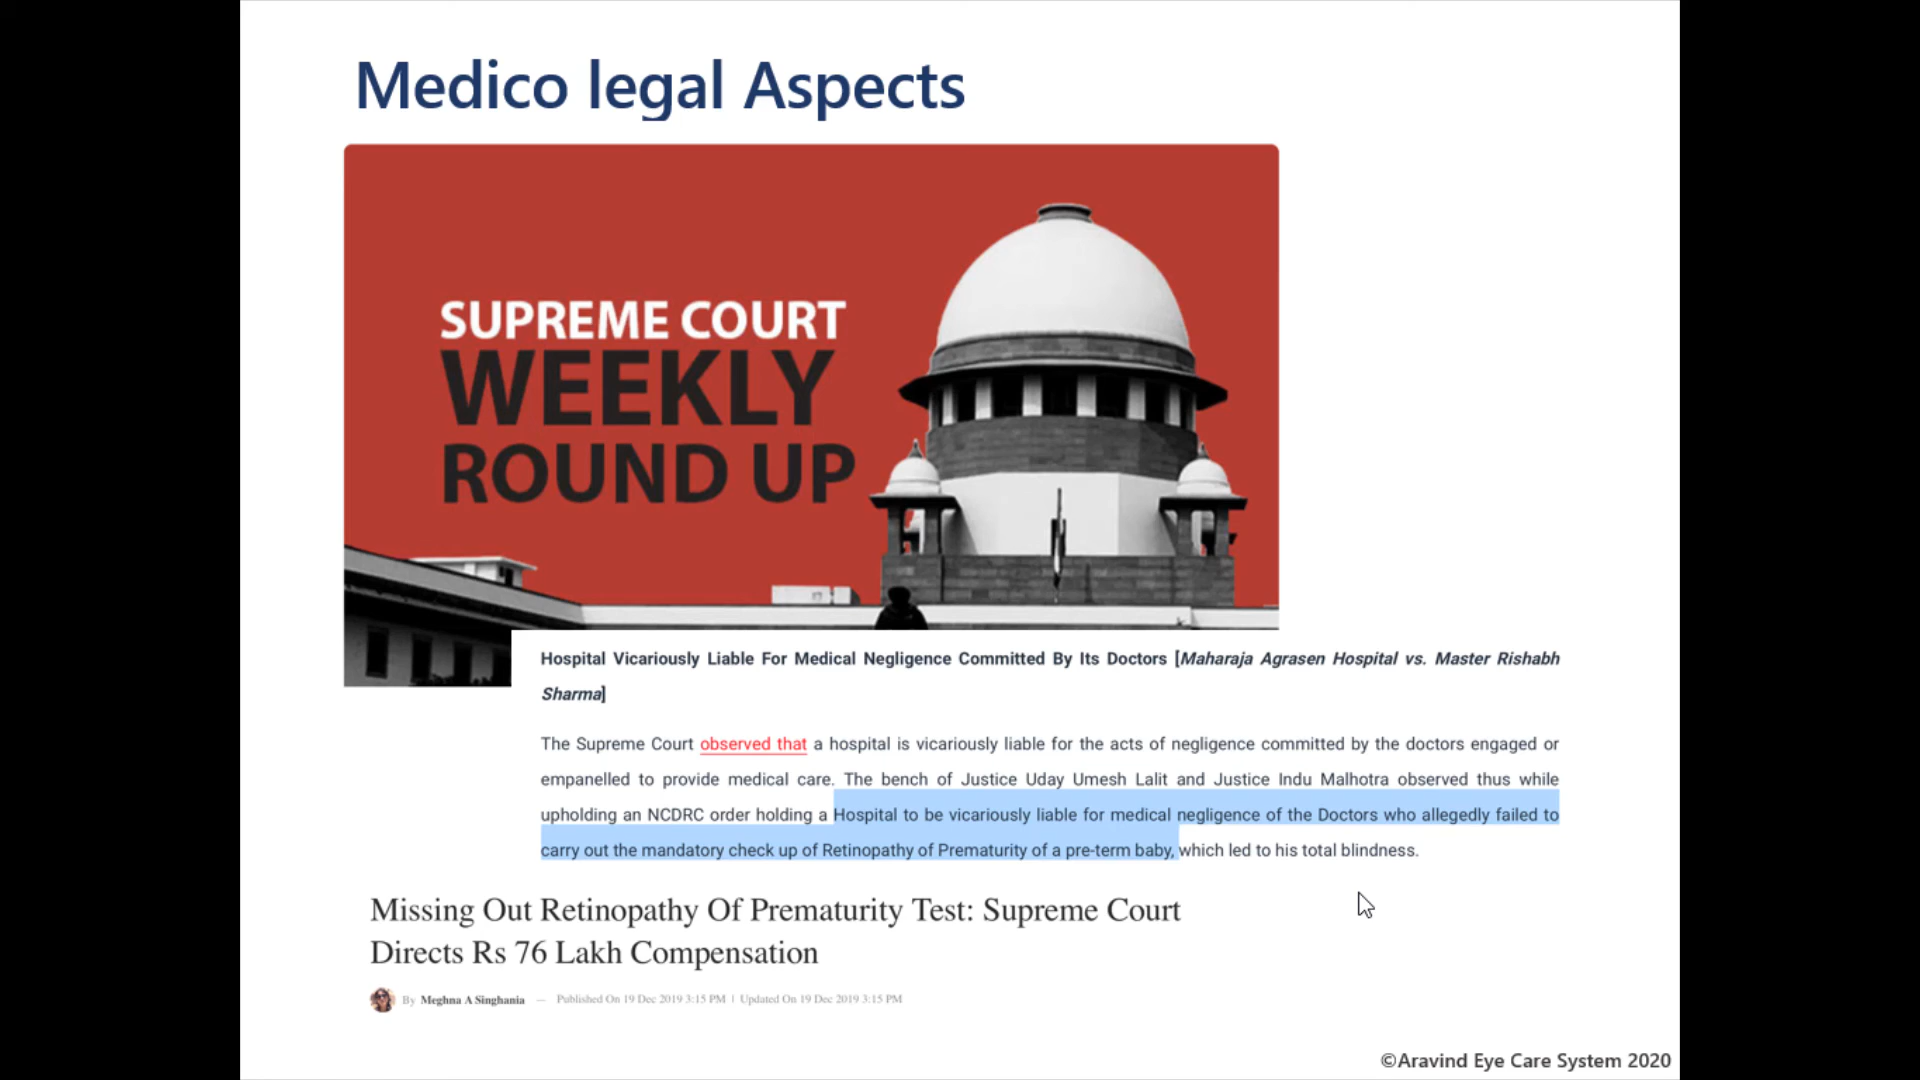 Medico legal Aspects
SUPREME COURT
WEEKLY
ROUND UP
Hospital Vicariously Liable For Medical Negligence Committed By Its Doctors [Maharaja Agrasen Hospital vs. Master Rishabh
Sharma]
The Supreme Court observed that a hospital is vicariously liable for the acts of negligence committed by the doctors engaged or
empanelled to provide medical care. The bench of Justice Uday Umesh Lalit and Justice Indu Malhotra observed thus while
upholding an NCDRC order holding a Hospital to be vicariously liable for medical negligence of the Doctors who allegedly failed to
carry out the mandatory check up of Retinopathy of Prematurity of a pre-term baby, which led to his total blindness.
Missing Out Retinopathy Of Prematurity Test: Supreme Court
Directs Rs 76 Lakh Compensation
By Meghna A Singhania — Published On 19 Dec 2019 3:15 PM | Updated On 19 Dec 2019 3:15 PM
©Aravind Eye Care System 2020